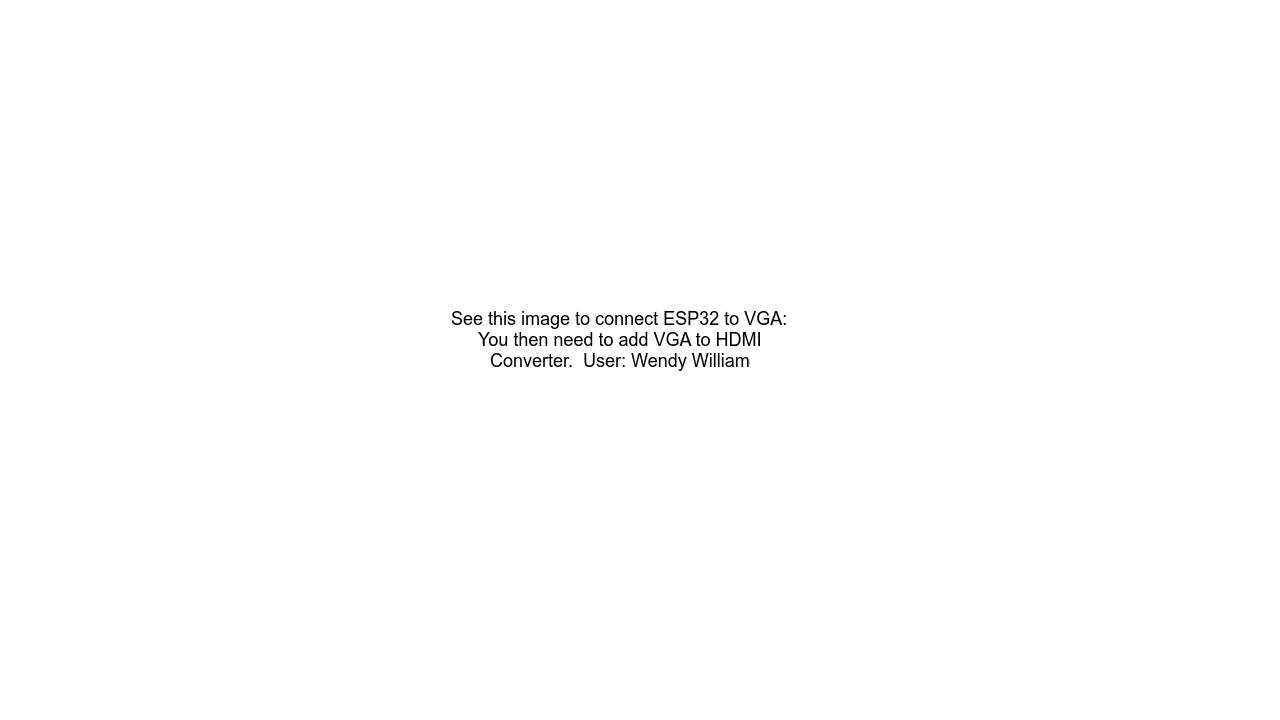 See this image to connect ESP32 to VGA:
You then need to add VGA to HDMI
Converter.  User: Wendy William